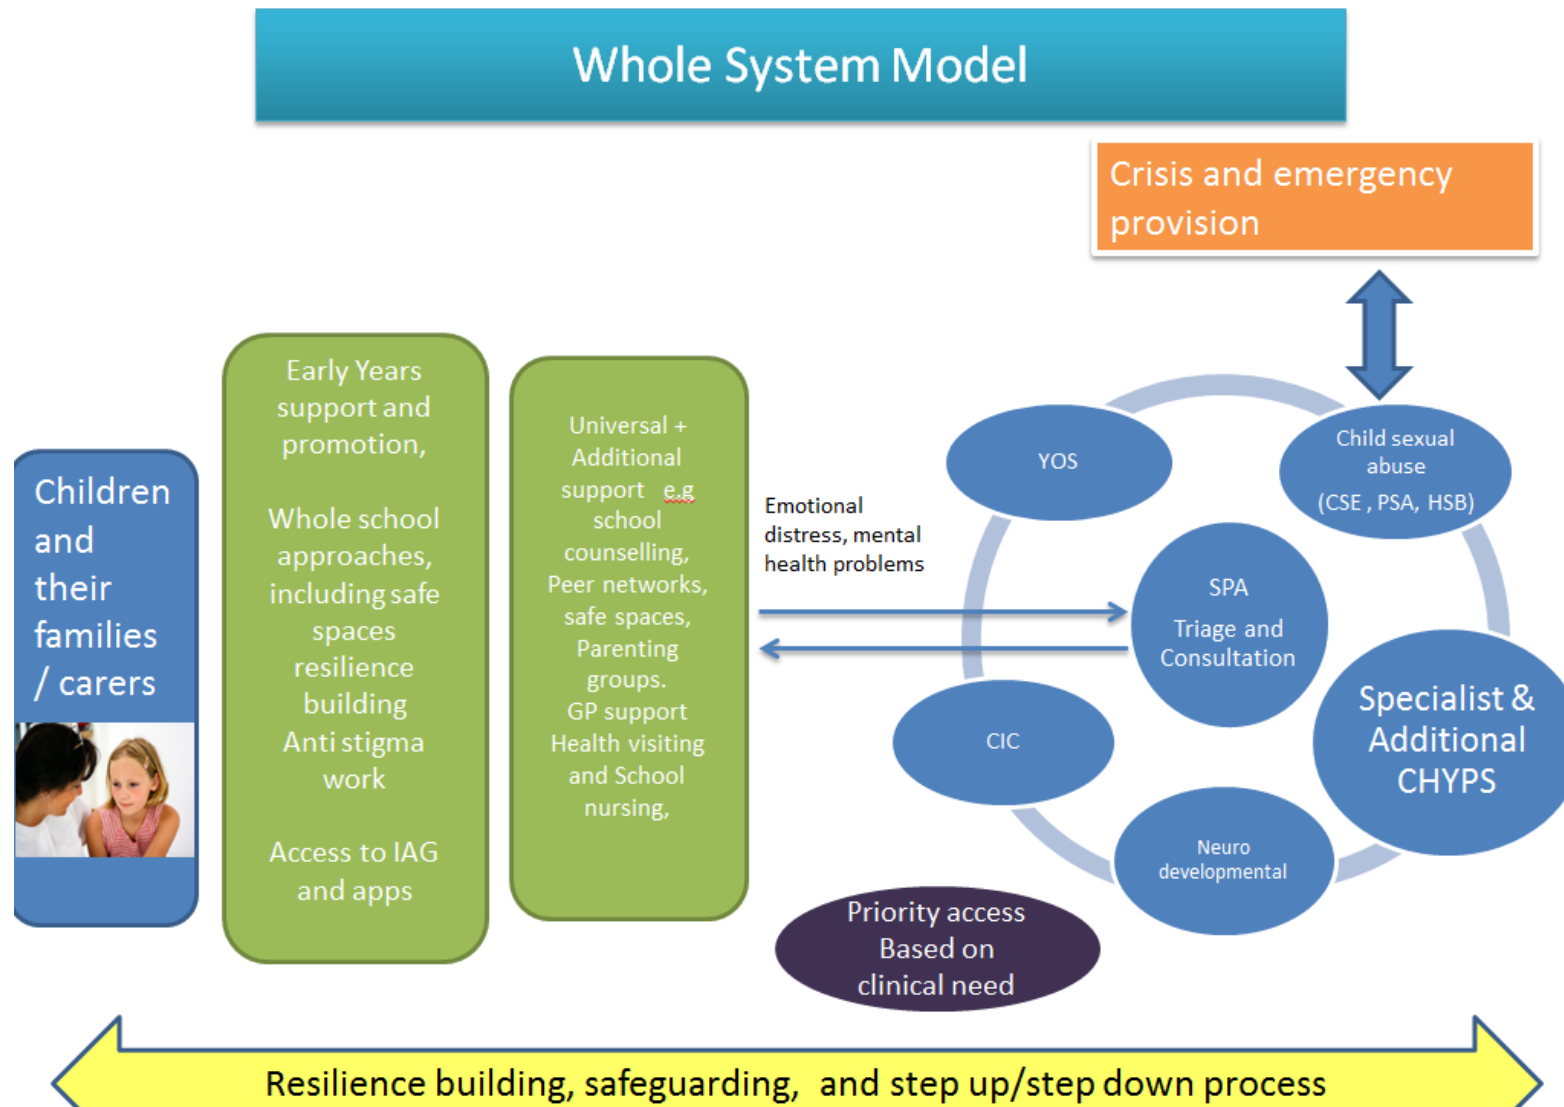 Whole System Model
Crisis and emergency
provision
Children
and
their
families
/ carers
Early Years
support and
promotion,
Whole school
approaches,
including safe
spaces
resilience
building
Anti stigma
work
Access to IAG
and apps
Universal +
Additional
support e.g
school
counselling,
Peer networks,
safe spaces,
Parenting
groups.
GP support
Health visiting
and School
nursing,
Emotional
distress, mental
health problems
YOS
Child sexual
abuse
(CSE , PSA, HSB)
SPA
Triage and
Consultation
Specialist &
Additional
CHYPS
CIC
Neuro
developmental
Priority access
Based on
clinical need
Resilience building, safeguarding,  and step up/step down process